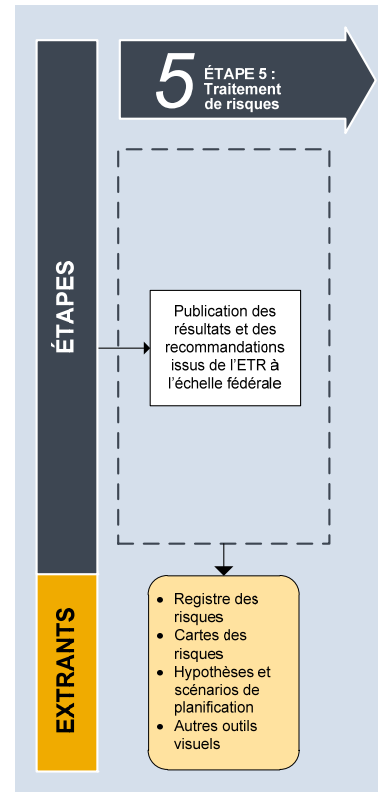 5
ÉTAPE 5 :
Traitement
de risques
ÉTAPES
Publication des
résultats et des
recommandations
issus de l'ETR à
l'échelle fédérale
EXTRANTS
• Registre des
risques
• Cartes des
risques
• Hypothèses et
scénarios de
planification
• Autres outils
visuels